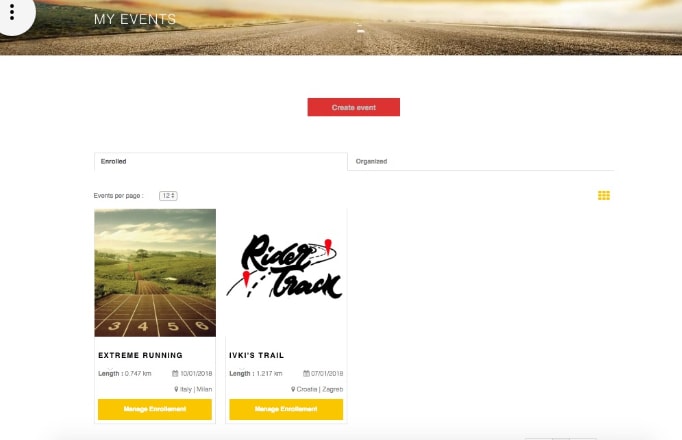 MY EVENTS
Create event
Enrolled
Organized
Events per page :
12
3 4 5 6
Rider
Track
EXTREME RUNNING
Length : 0.747 km
10/01/2018
Italy | Milan
Manage Enrollement
IVKI'S TRAIL
Length : 1.217 km
07/01/2018
Croatia | Zagreb
Manage Enrollement